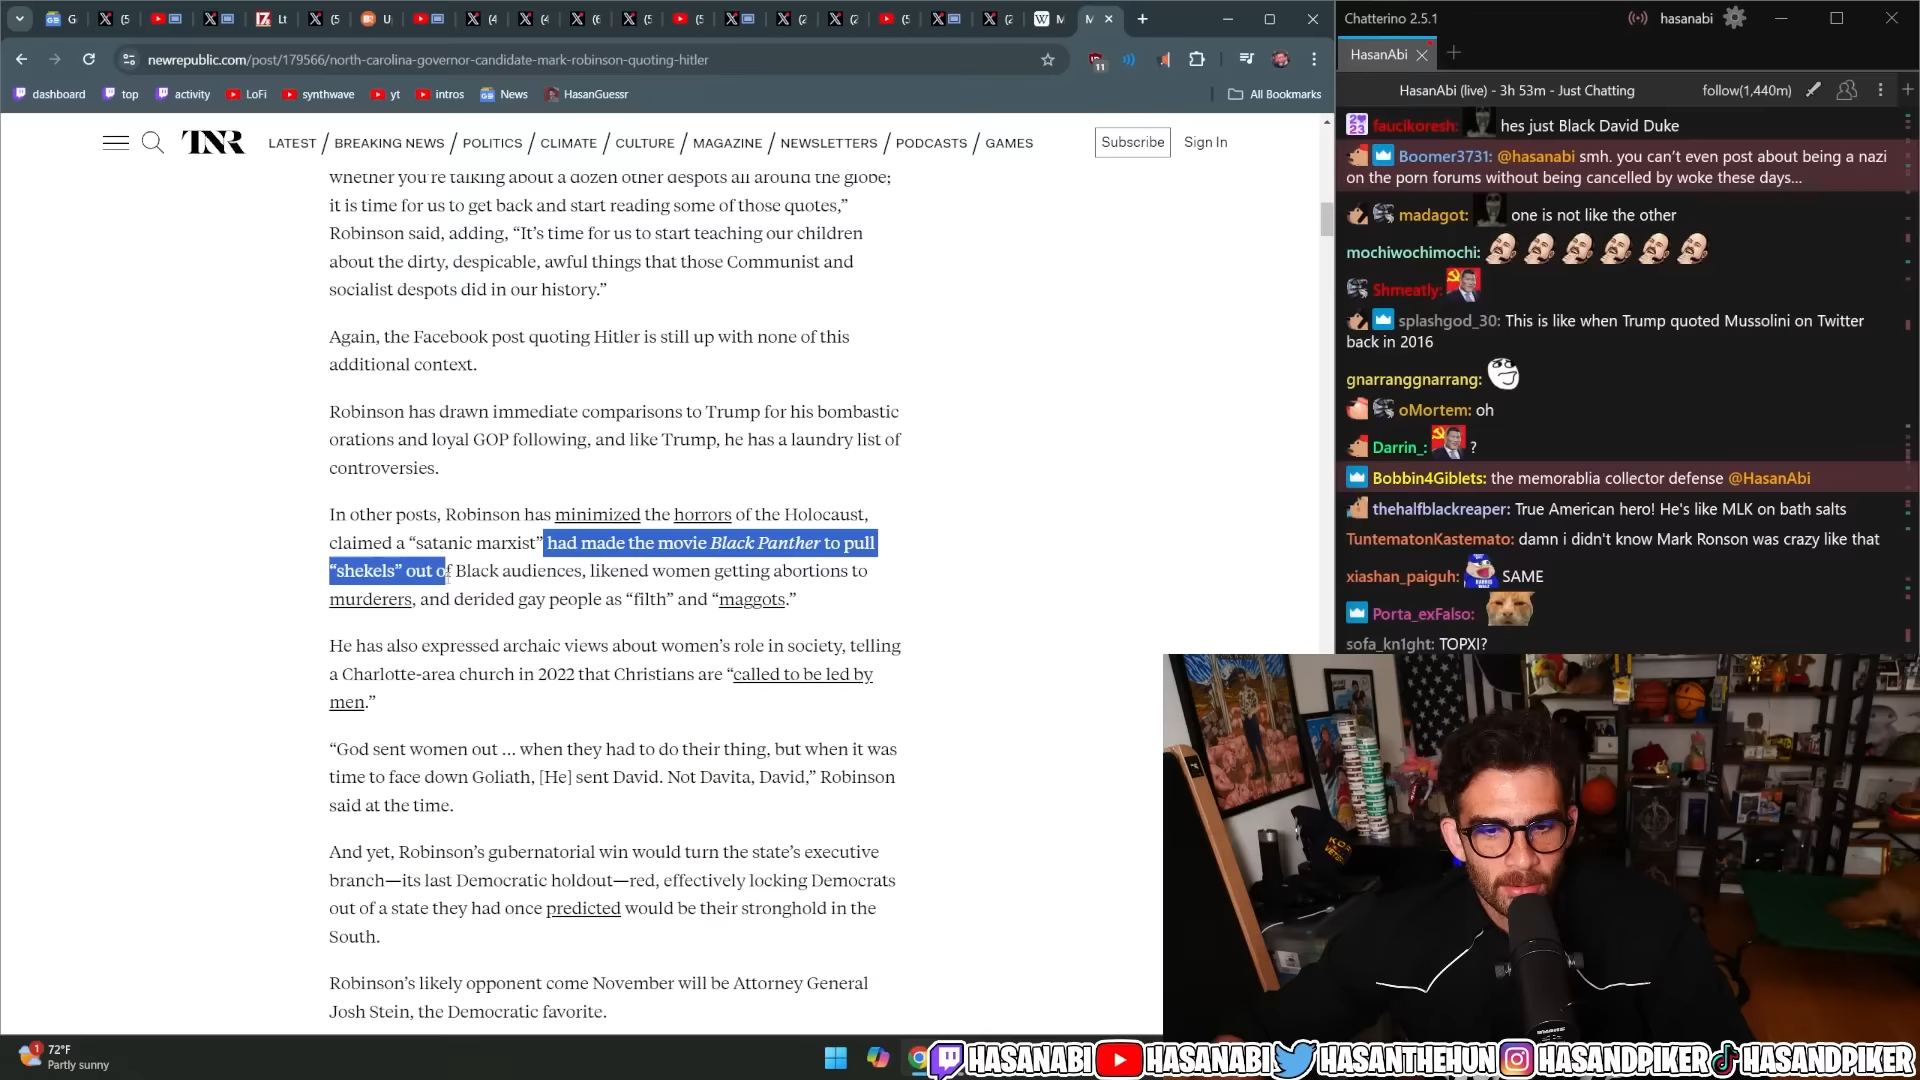 G
(5
Lt
(5
U
(4
(4
(6
(5
(5
(2
(2
(5
(2
M
M
newrepublic.com/post/179566/north-carolina-governor-candidate-mark-robinson-quoting-hitler
11
dashboard
top
activity
LoFi
synthwave
yt
intros
News
HasanGuessr
All Bookmarks
TNR
LATEST / BREAKING NEWS / POLITICS / CLIMATE / CULTURE / MAGAZINE / NEWSLETTERS / PODCASTS / GAMES
Subscribe
Sign In
whether you’re talking about a dozen other despots all around the globe;
it is time for us to get back and start reading some of those quotes,”
Robinson said, adding, “It’s time for us to start teaching our children
about the dirty, despicable, awful things that those Communist and
socialist despots did in our history.”
Again, the Facebook post quoting Hitler is still up with none of this
additional context.
Robinson has drawn immediate comparisons to Trump for his bombastic
orations and loyal GOP following, and like Trump, he has a laundry list of
controversies.
In other posts, Robinson has minimized the horrors of the Holocaust,
claimed a “satanic marxist” had made the movie Black Panther to pull
“shekels” out of Black audiences, likened women getting abortions to
murderers, and derided gay people as “filth” and “maggots.”
He has also expressed archaic views about women’s role in society, telling
a Charlotte-area church in 2022 that Christians are “called to be led by
men.”
“God sent women out … when they had to do their thing, but when it was
time to face down Goliath, [He] sent David. Not Davita, David,” Robinson
said at the time.
And yet, Robinson’s gubernatorial win would turn the state’s executive
branch—its last Democratic holdout—red, effectively locking Democrats
out of a state they had once predicted would be their stronghold in the
South.
Robinson’s likely opponent come November will be Attorney General
Josh Stein, the Democratic favorite.
Chatterino 2.5.1
hasanabi
HasanAbi
HasanAbi (live) - 3h 53m - Just Chatting
follow(1,440m)
faucikoresh: hes just Black David Duke
Boomer3731: @hasanabi smh. you can’t even post about being a nazi
on the porn forums without being cancelled by woke these days...
madagot: one is not like the other
mochiwochimochi:
Shmeatly:
splashgod_30: This is like when Trump quoted Mussolini on Twitter
back in 2016
gnarranggnarrang:
oMortem: oh
Darrin_: ?
Bobbin4Giblets: the memorablia collector defense @HasanAbi
thehalfblackreaper: True American hero! He's like MLK on bath salts
TuntematonKastemato: damn i didn't know Mark Ronson was crazy like that
xiashan_paiguh: SAME
Porta_exFalso:
sofa_kn1ght: TOPXI?
1
72°F
Partly sunny
HASANABI HASANABI HASANTHEHUN HASANDPIKER HASANDPIKER